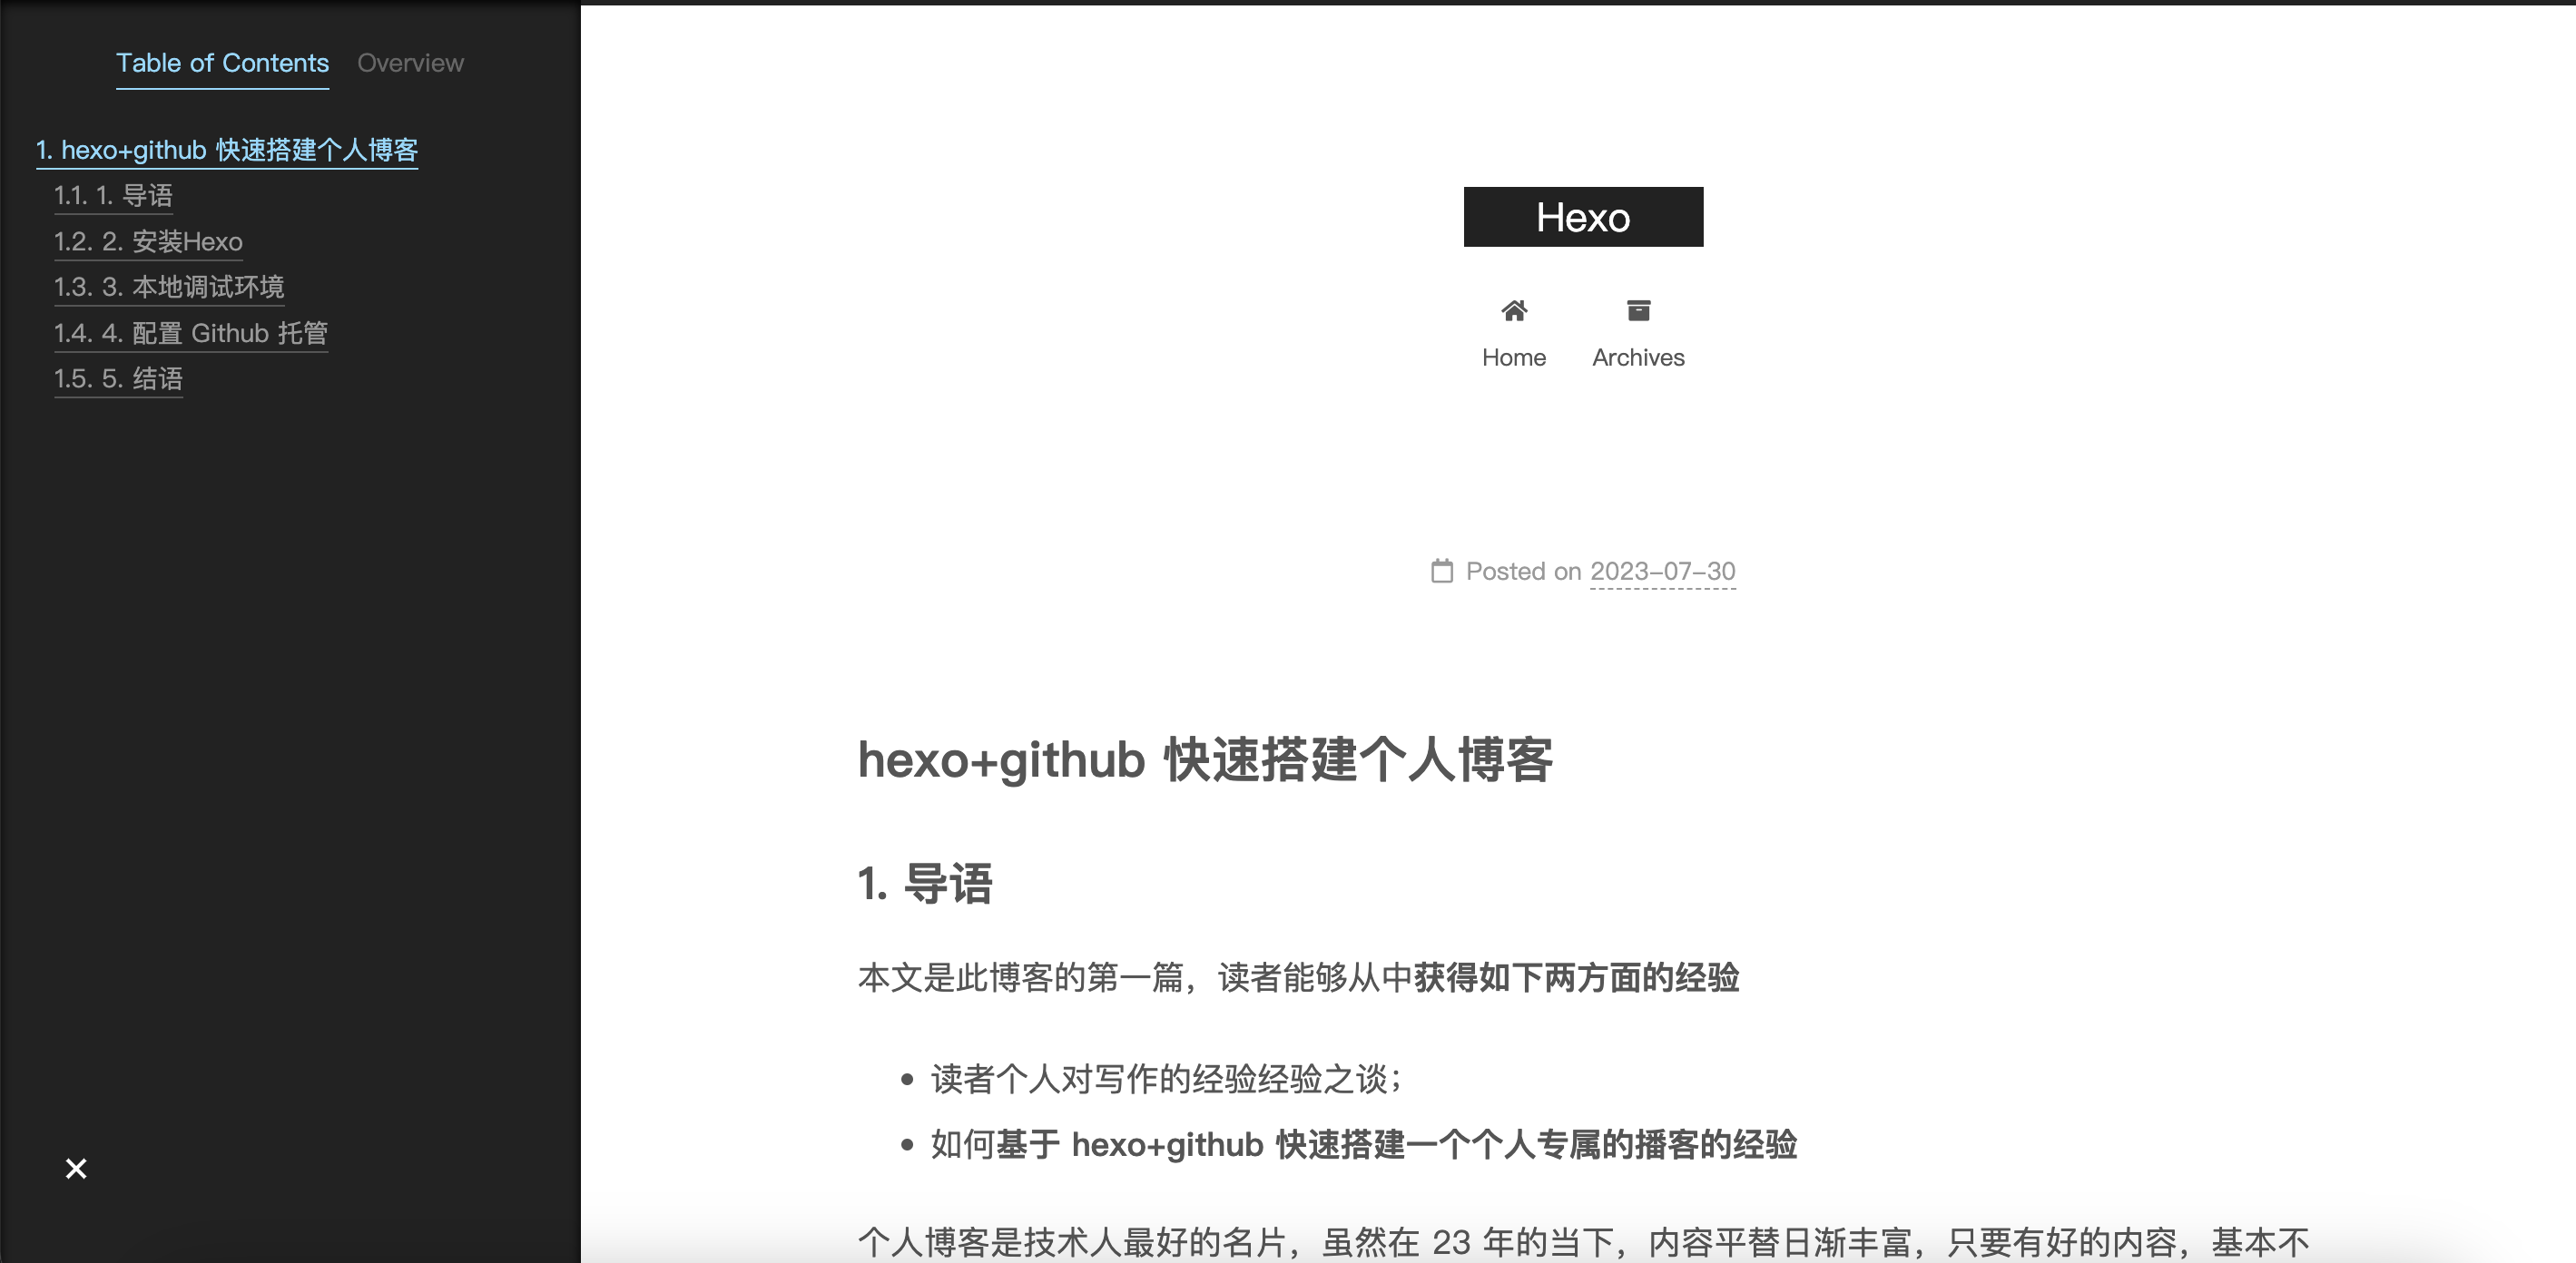 Table of Contents Overview
1. hexo+github 快速搭建个人博客
1.1. 1. 导语
1.2. 2. 安装Hexo
1.3. 3. 本地调试环境
1.4. 4. 配置 Github 托管
1.5. 5. 结语
Hexo
Home Archives
Posted on 2023-07-30
hexo+github 快速搭建个人博客
1. 导语
本文是此博客的第一篇，读者能够从中获得如下两方面的经验
• 读者个人对写作的经验经验之谈；
• 如何基于 hexo+github 快速搭建一个个人专属的播客的经验
个人博客是技术人最好的名片，虽然在 23 年的当下，内容平替日渐丰富，只要有好的内容，基本不